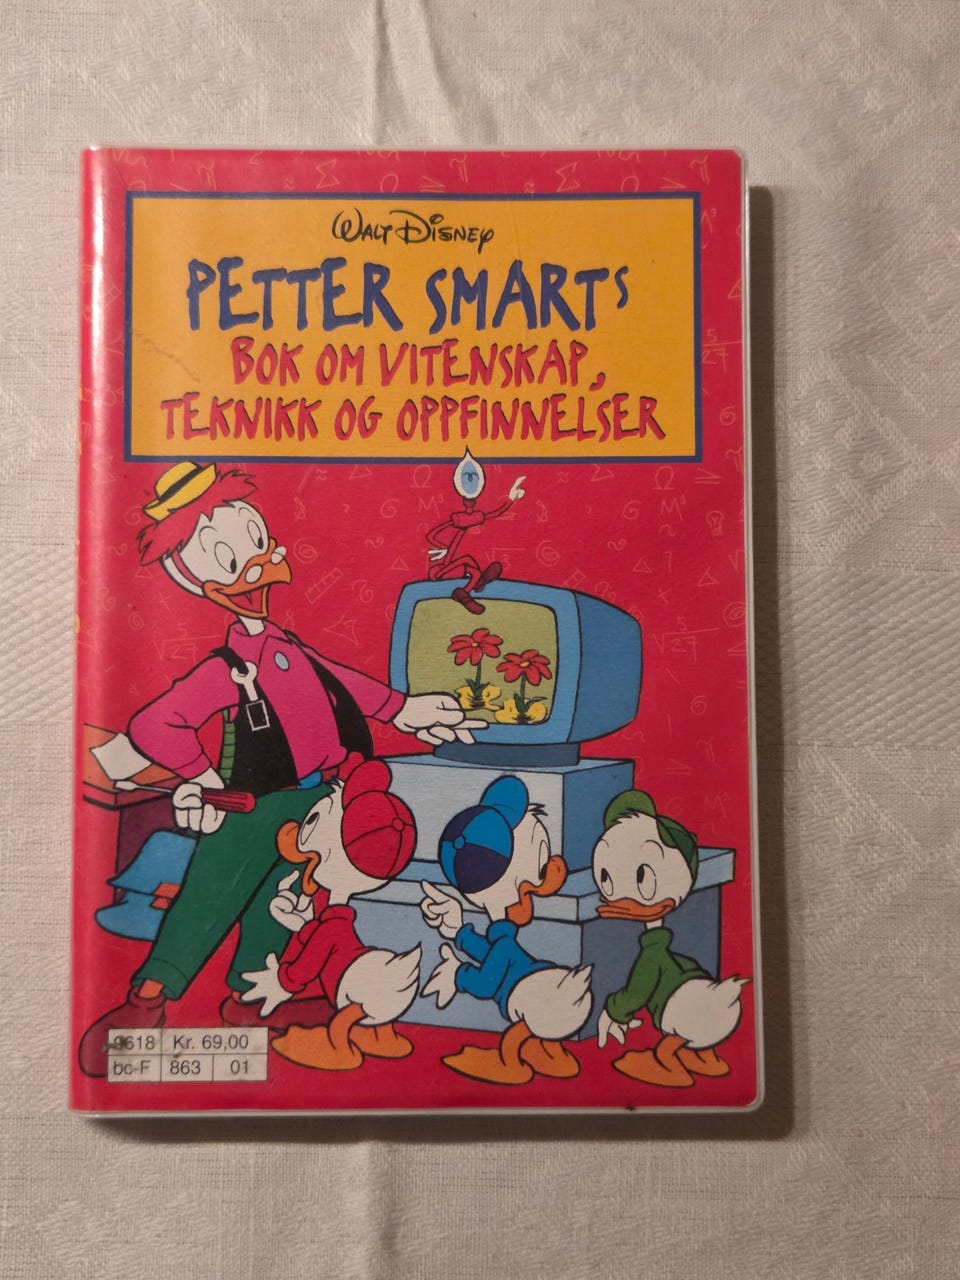 WALT DISNEY
PETTER SMARTS
BOK OM VITENSKAP,
TEKNIKK OG OPPFINNELSER
9618 Kr. 69,00
bc-F 863 01